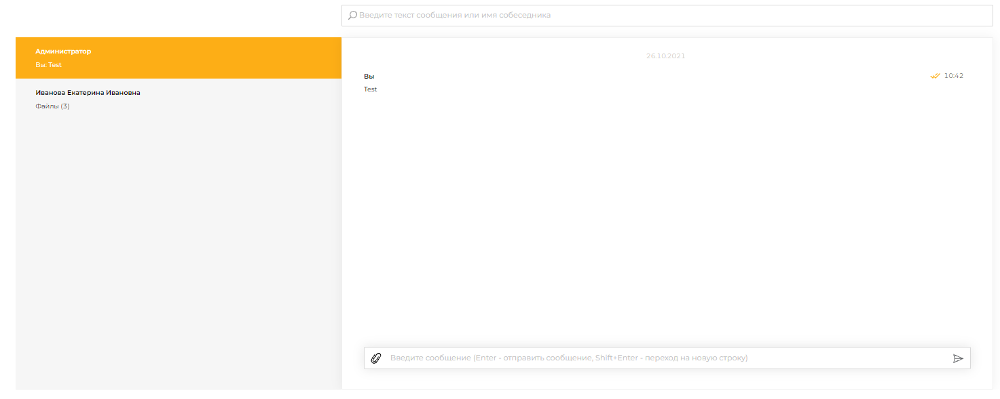 Введите текст сообщения или имя собеседника
Администратор
Вы: Test
Иванова Екатерина Ивановна
Файлы (3)
26.10.2021
Вы
10:42
Test
Введите сообщение (Enter - отправить сообщение, Shift+Enter - переход на новую строку)